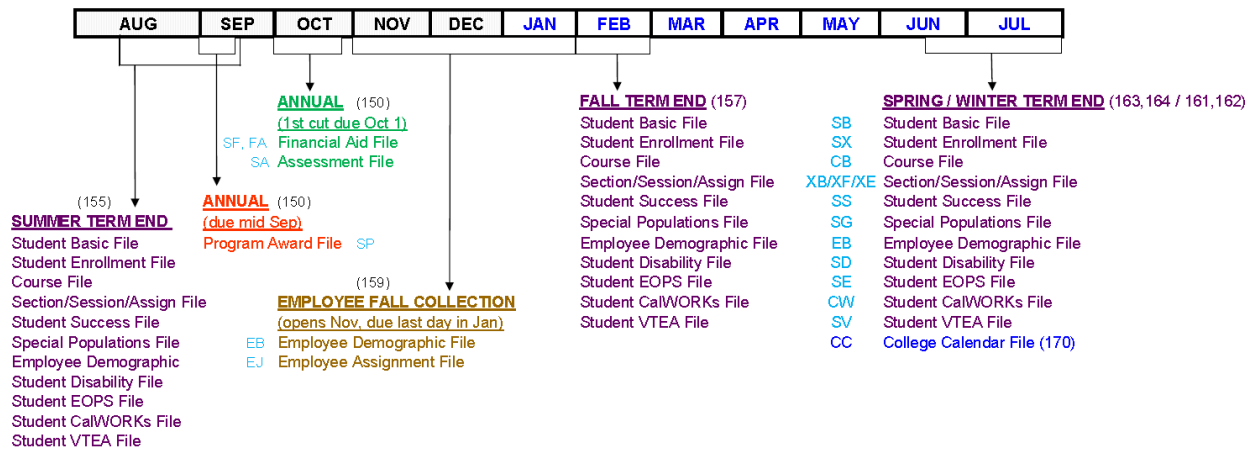 AUG SEP OCT NOV DEC JAN FEB MAR APR MAY JUN JUL
(155)
SUMMER TERM END
Student Basic File
Student Enrollment File
Course File
Section/Session/Assign File
Student Success File
Special Populations File
Employee Demographic
Student Disability File
Student EOPS File
Student CalWORKs File
Student VTEA File
ANNUAL (150)
(due mid Sep)
Program Award File SP
ANNUAL (150)
(1st cut due Oct 1)
SF, FA Financial Aid File
SA Assessment File
(159)
EMPLOYEE FALL COLLECTION
(opens Nov, due last day in Jan)
EB Employee Demographic File
EJ Employee Assignment File
FALL TERM END (157)
Student Basic File
Student Enrollment File
Course File
Section/Session/Assign File
Student Success File
Special Populations File
Employee Demographic File
Student Disability File
Student EOPS File
Student CalWORKs File
Student VTEA File
SPRING / WINTER TERM END (163,164 / 161,162)
SB Student Basic File
SX Student Enrollment File
CB Course File
XB/XF/XE Section/Session/Assign File
SS Student Success File
SG Special Populations File
EB Employee Demographic File
SD Student Disability File
SE Student EOPS File
CW Student CalWORKs File
SV Student VTEA File
CC College Calendar File (170)